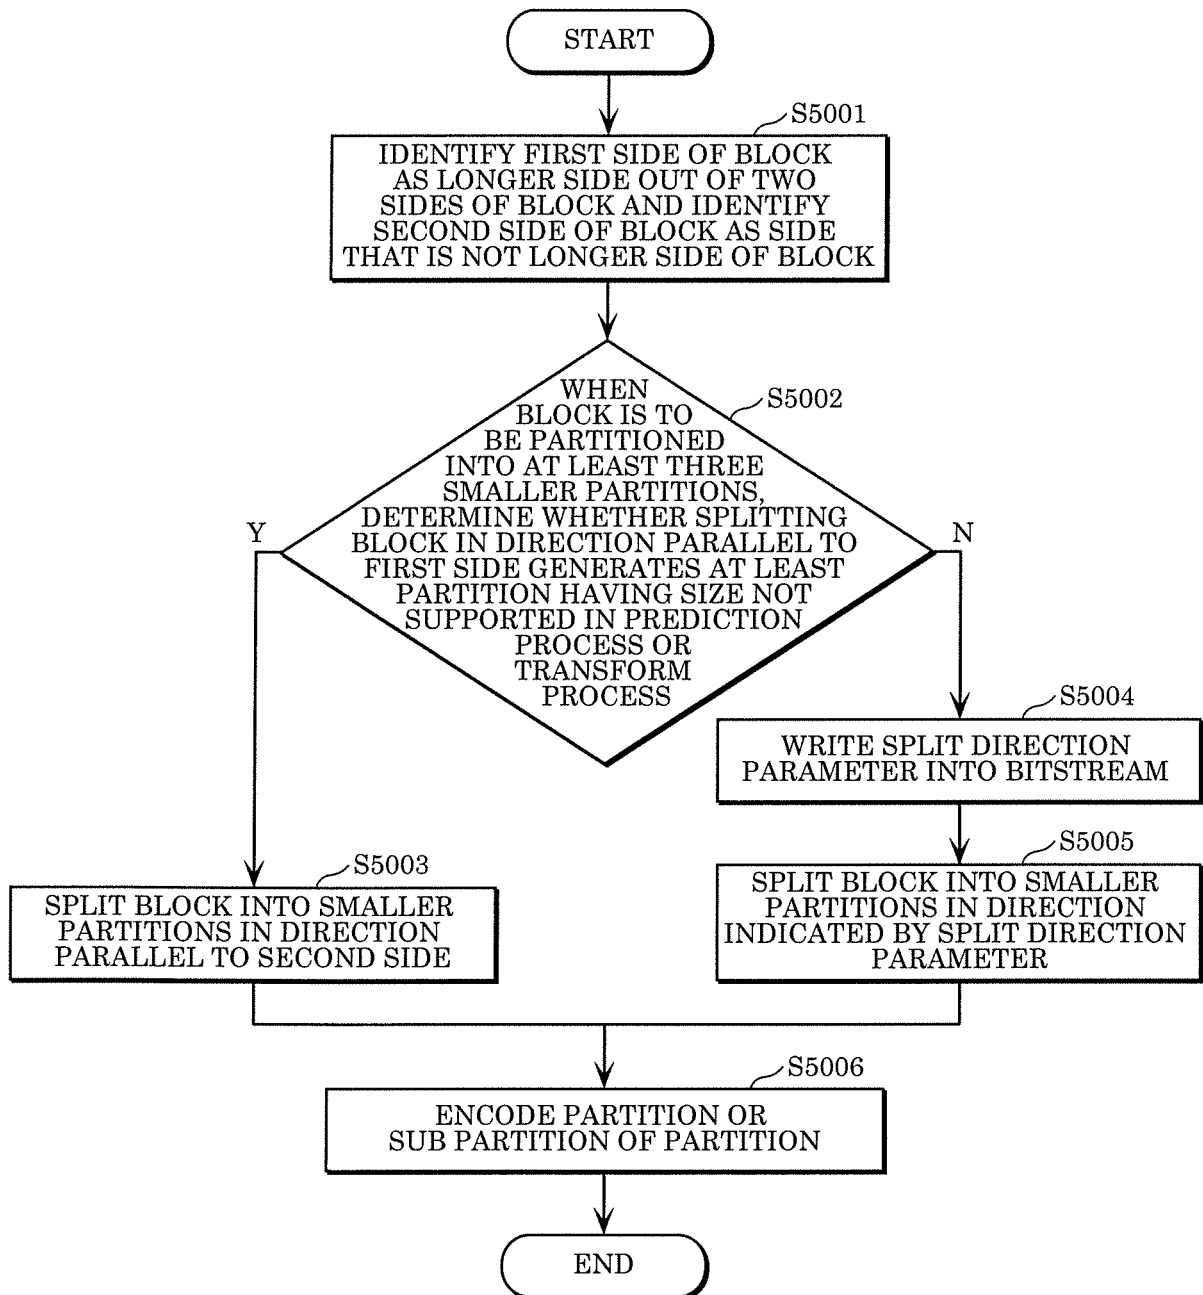 START
S5001
IDENTIFY FIRST SIDE OF BLOCK
AS LONGER SIDE OUT OF TWO
SIDES OF BLOCK AND IDENTIFY
SECOND SIDE OF BLOCK AS SIDE
THAT IS NOT LONGER SIDE OF BLOCK
S5002
WHEN
BLOCK IS TO
BE PARTITIONED
INTO AT LEAST THREE
SMALLER PARTITIONS,
DETERMINE WHETHER SPLITTING
BLOCK IN DIRECTION PARALLEL TO
FIRST SIDE GENERATES AT LEAST
PARTITION HAVING SIZE NOT
SUPPORTED IN PREDICTION
PROCESS OR
TRANSFORM
PROCESS
Y
N
S5004
WRITE SPLIT DIRECTION
PARAMETER INTO BITSTREAM
S5003
SPLIT BLOCK INTO SMALLER
PARTITIONS IN DIRECTION
PARALLEL TO SECOND SIDE
S5005
SPLIT BLOCK INTO SMALLER
PARTITIONS IN DIRECTION
INDICATED BY SPLIT DIRECTION
PARAMETER
S5006
ENCODE PARTITION OR
SUB PARTITION OF PARTITION
END